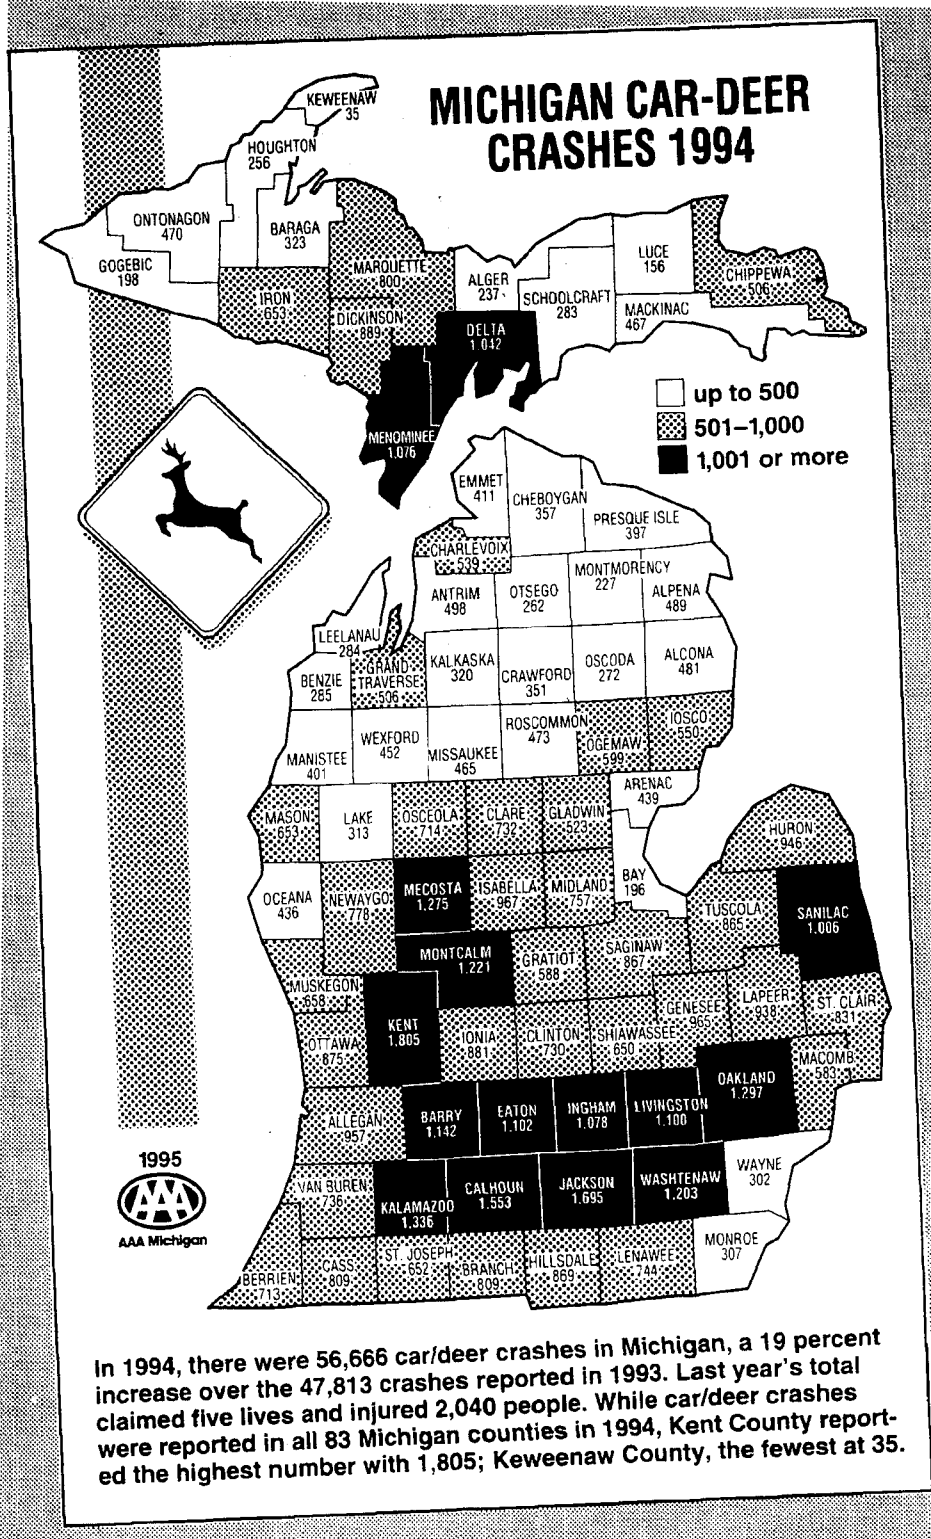 MICHIGAN CAR-DEER
CRASHES 1994
KEWEENAW
35
HOUGHTON
256
ONTONAGON
470
BARAGA
323
GOGEBIC
198
IRON
653
MARQUETTE
800
DICKINSON
889
ALGER
237
SCHOOLCRAFT
283
LUCE
156
CHIPPEWA
506
MACKINAC
467
DELTA
1.042
MENOMINEE
1,076
up to 500
501–1,000
1,001 or more
EMMET
411
CHEBOYGAN
357
PRESQUE ISLE
397
CHARLEVOIX
539
ANTRIM
498
OTSEGO
262
MONTMORENCY
227
ALPENA
489
LEELANAU
284
BENZIE
285
GRAND
TRAVERSE
506
KALKASKA
320
CRAWFORD
351
OSCODA
272
ALCONA
481
MANISTEE
401
WEXFORD
452
MISSAUKEE
465
ROSCOMMON
473
OGEMAW
599
IOSCO
550
MASON
653
LAKE
313
OSCEOLA
714
CLARE
732
GLADWIN
523
ARENAC
439
HURON
946
OCEANA
436
NEWAYGO
778
MECOSTA
1.275
ISABELLA
967
MIDLAND
757
BAY
196
TUSCOLA
865
SANILAC
1.006
MONTCALM
1.221
GRATIOT
588
SAGINAW
867
MUSKEGON
658
KENT
1.805
OTTAWA
875
IONIA
881
CLINTON
730
SHIAWASSEE
650
GENESEE
965
LAPEER
938
ST. CLAIR
831
MACOMB
583
OAKLAND
1.297
ALLEGAN
957
BARRY
1.142
EATON
1.102
INGHAM
1.078
LIVINGSTON
1.100
VAN BUREN
736
KALAMAZOO
1.336
CALHOUN
1.553
JACKSON
1.695
WASHTENAW
1.203
WAYNE
302
BERRIEN
713
CASS
809
ST. JOSEPH
652
BRANCH
809
HILLSDALE
869
LENAWEE
744
MONROE
307
1995
AAA
AAA Michigan
In 1994, there were 56,666 car/deer crashes in Michigan, a 19 percent
increase over the 47,813 crashes reported in 1993. Last year's total
claimed five lives and injured 2,040 people. While car/deer crashes
were reported in all 83 Michigan counties in 1994, Kent County report-
ed the highest number with 1,805; Keweenaw County, the fewest at 35.